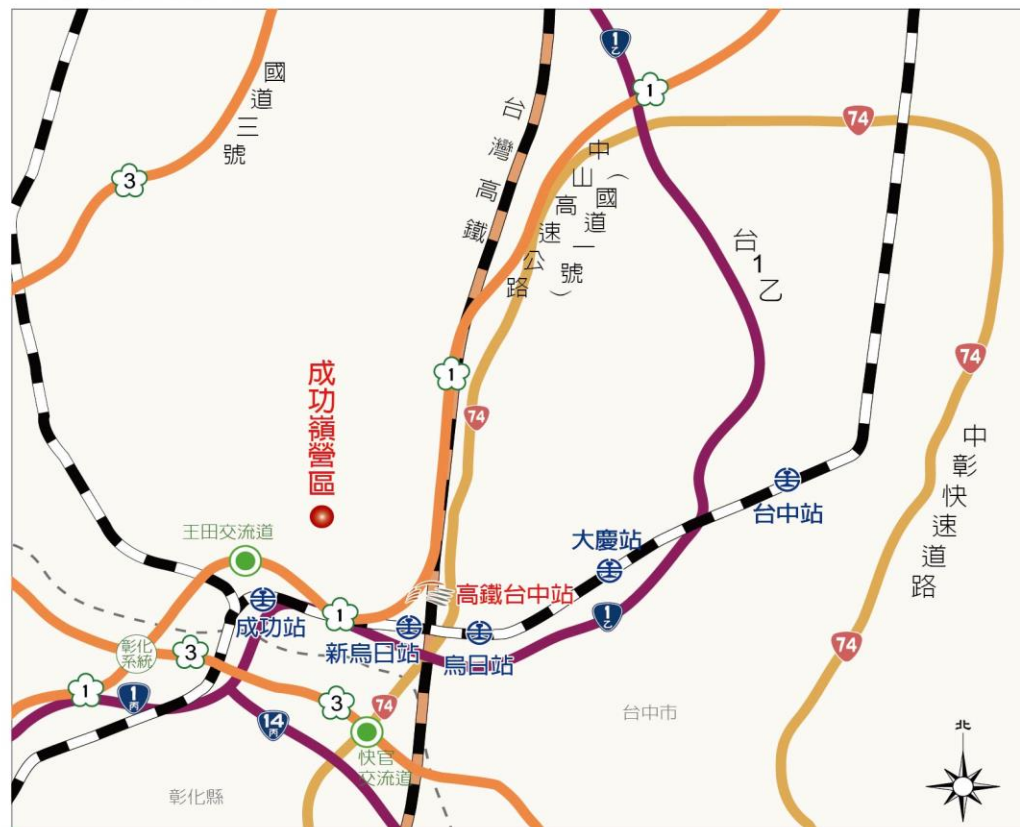 1乙
國道三號
1
74
台灣高鐵
3
中山高速公路
（國道一號）
台1乙
成功嶺營區
1
74
74
中彰快速道路
台中站
王田交流道
大慶站
高鐵台中站
成功站
1
新烏日站
烏日站
1乙
彰化
系統
3
74
1
1丙
14丙
3
74
台中市
北
快官
交流道
彰化縣